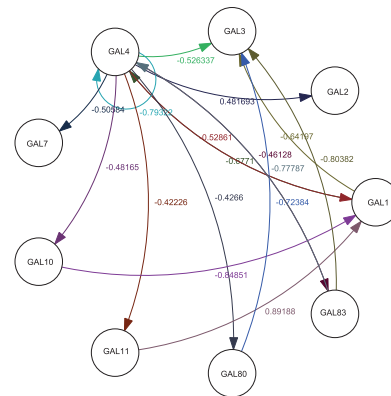 GAL3
GAL4
-0.526337
GAL2
0.481693
-0.50584
-0.79322
-0.52861
-0.64197
GAL7
-0.6771
-0.46128
-0.80382
-0.77787
-0.48165
-0.42226
-0.4266
-0.72384
GAL1
GAL10
-0.84851
0.89188
GAL83
GAL11
GAL80